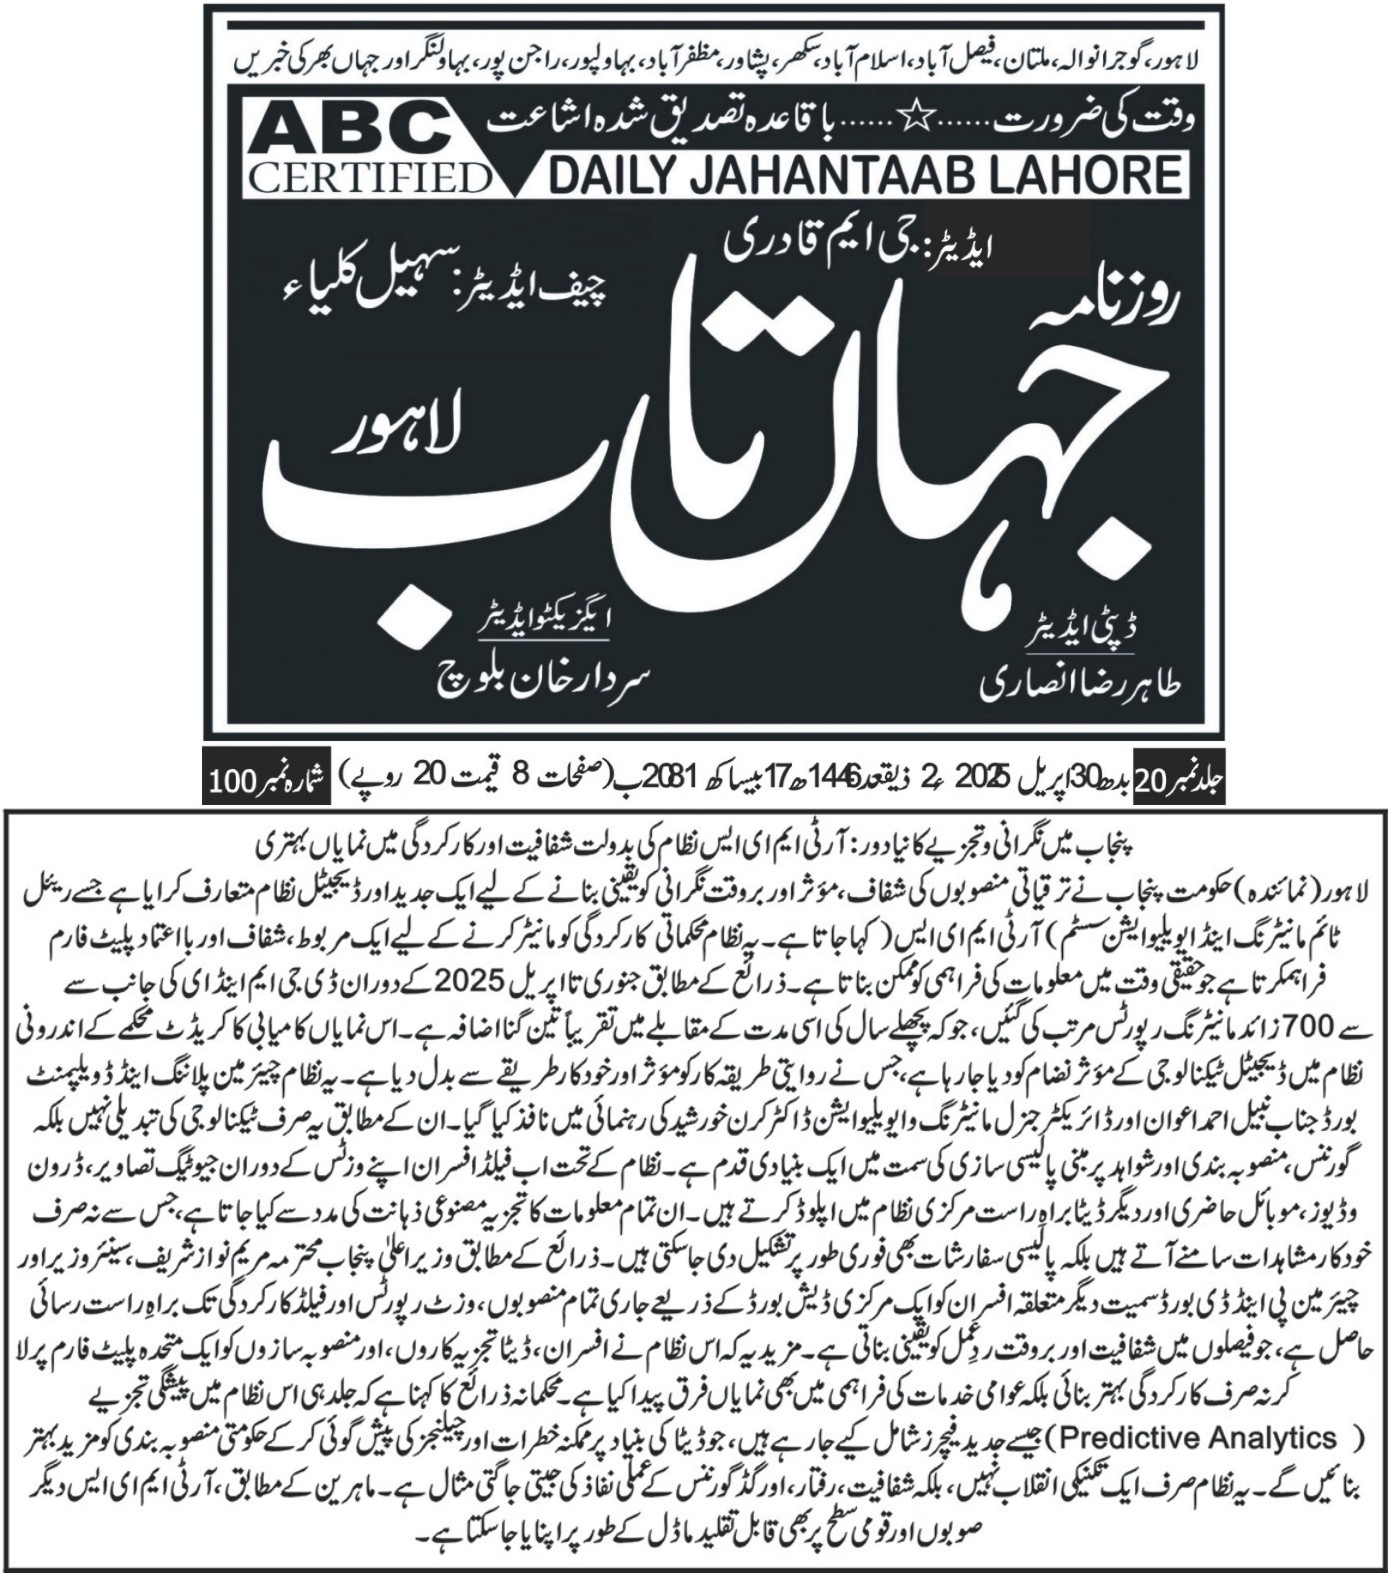 لاہور، گوجرانوالہ، ملتان، فیصل آباد، اسلام آباد، سکھر، پشاور، مظفر آباد، بہاولپور، راجن پور، بہاولنگر اور جہاں بھر کی خبریں
وقت کی ضرورت......☆......باقاعدہ تصدیق شدہ اشاعت
ABC
CERTIFIED
DAILY JAHANTAAB LAHORE
ایڈیٹر: جی ایم قادری
چیف ایڈیٹر: سہیل کلیاء
روزنامہ
جہاں تاب
لاہور
ڈپٹی ایڈیٹر
طاہر رضا انصاری
ایگزیکٹو ایڈیٹر
سردار خان بلوچ
جلد نمبر 20 بدھ 30 اپریل 2025ء 2 ذیقعد 1446ھ 17 بیساکھ 2081ب (صفحات 8 قیمت 20 روپے) شمارہ نمبر 100
پنجاب میں نگرانی و تجزیے کا نیا دور: آر ٹی ایم ای ایس نظام کی بدولت شفافیت اور کارکردگی میں نمایاں بہتری
لاہور (نمائندہ) حکومت پنجاب نے ترقیاتی منصوبوں کی شفاف، مؤثر اور بروقت نگرانی کو یقینی بنانے کے لیے ایک جدید اور ڈیجیٹل نظام متعارف کرایا ہے جسے ریئل
ٹائم مانیٹرنگ اینڈ ایویلیوایشن سسٹم) آر ٹی ایم ای ایس( کہا جاتا ہے۔ یہ نظام محکماتی کارکردگی کو مانیٹر کرنے کے لیے ایک مربوط، شفاف اور بااعتماد پلیٹ فارم
فراہمکرتا ہے جو حقیقی وقت میں معلومات کی فراہمی کو ممکن بناتا ہے۔ ذرائع کے مطابق جنوری تا اپریل 2025 کے دوران ڈی جی ایم اینڈ ای کی جانب سے
سے 700 زائد مانیٹرنگ رپورٹس مرتب کی گئیں، جو کہ پچھلے سال کی اسی مدت کے مقابلے میں تقریباً تین گنا اضافہ ہے۔ اس نمایاں کامیابی کا کریڈٹ محکمے کے اندرونی
نظام میں ڈیجیٹل ٹیکنالوجی کے مؤثر نضام کو دیا جا رہا ہے، جس نے روایتی طریقہ کار کو مؤثر اور خودکار طریقے سے بدل دیا ہے۔ یہ نظام چیئرمین پلاننگ اینڈ ڈویلپمنٹ
بورڈ جناب نبیل احمد اعوان اور ڈائریکٹر جنرل مانیٹرنگ و ایویلیوایشن ڈاکٹر کرن خورشید کی رہنمائی میں نافذ کیا گیا۔ ان کے مطابق یہ صرف ٹیکنالوجی کی تبدیلی نہیں بلکہ
گورننس، منصوبہ بندی اور شواہد پر مبنی پالیسی سازی کی سمت میں ایک بنیادی قدم ہے۔ نظام کے تحت اب فیلڈ افسران اپنے وزٹس کے دوران جیوٹیگ تصاویر، ڈرون
وڈیوز، موبائل حاضری اور دیگر ڈیٹا براہِ راست مرکزی نظام میں اپلوڈ کرتے ہیں۔ ان تمام معلومات کا تجزیہ مصنوعی ذہانت کی مدد سے کیا جاتا ہے، جس سے نہ صرف
خودکار مشاہدات سامنے آتے ہیں بلکہ پالیسی سفارشات بھی فوری طور پر تشکیل دی جاسکتی ہیں۔ ذرائع کے مطابق وزیراعلیٰ پنجاب محترمہ مریم نواز شریف، سینئر وزیر اور
چیئرمین پی اینڈ ڈی بورڈ سمیت دیگر متعلقہ افسران کو ایک مرکزی ڈیش بورڈ کے ذریعے جاری تمام منصوبوں، وزٹ رپورٹس اور فیلڈ کارکردگی تک براہِ راست رسائی
حاصل ہے، جو فیصلوں میں شفافیت اور بروقت ردِعمل کو یقینی بناتی ہے۔ مزید یہ کہ اس نظام نے افسران، ڈیٹا تجزیہ کاروں، اور منصوبہ سازوں کو ایک متحدہ پلیٹ فارم پر لا
کر نہ صرف کارکردگی بہتر بنائی بلکہ عوامی خدمات کی فراہمی میں بھی نمایاں فرق پیدا کیا ہے۔ محکمانہ ذرائع کا کہنا ہے کہ جلد ہی اس نظام میں پیشگی تجزیے
( Predictive Analytics) جیسے جدید فیچرز شامل کیے جا رہے ہیں، جو ڈیٹا کی بنیاد پر ممکنہ خطرات اور چیلنجز کی پیش گوئی کر کے حکومتی منصوبہ بندی کو مزید بہتر
بنائیں گے۔ یہ نظام صرف ایک تکنیکی انقلاب نہیں، بلکہ شفافیت، رفتار، اور گڈ گورننس کے عملی نفاذ کی جیتی جاگتی مثال ہے۔ ماہرین کے مطابق، آر ٹی ایم ای ایس دیگر
صوبوں اور قومی سطح پر بھی قابل تقلید ماڈل کے طور پر اپنایا جا سکتا ہے۔